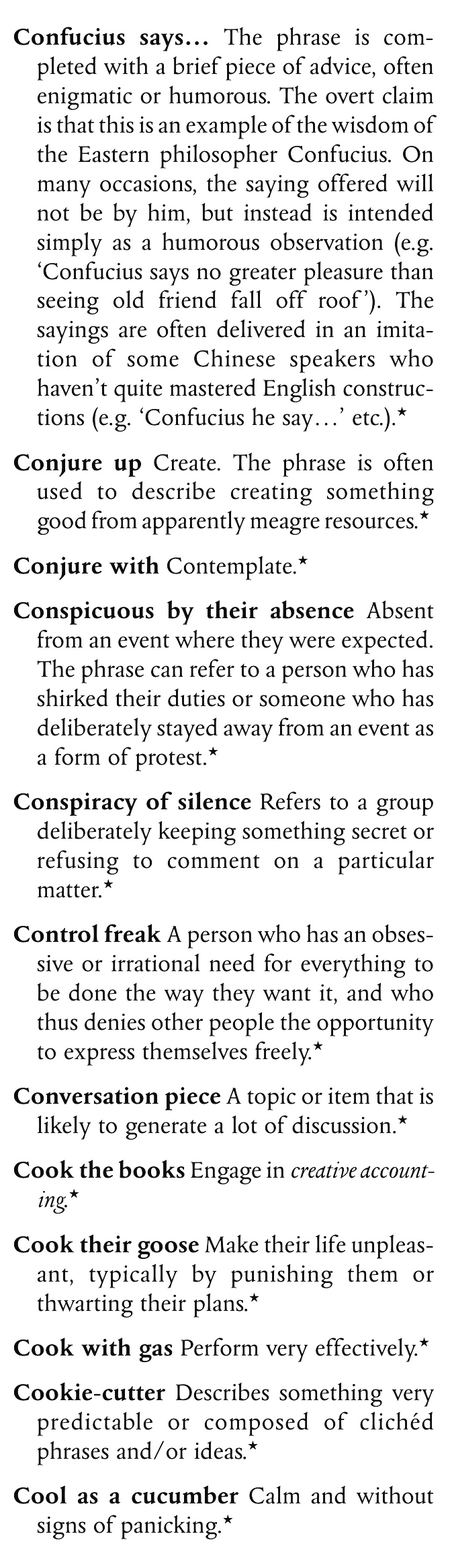 Confucius says… The phrase is com-
pleted with a brief piece of advice, often
enigmatic or humorous. The overt claim
is that this is an example of the wisdom of
the Eastern philosopher Confucius. On
many occasions, the saying offered will
not be by him, but instead is intended
simply as a humorous observation (e.g.
‘Confucius says no greater pleasure than
seeing old friend fall off roof’). The
sayings are often delivered in an imita-
tion of some Chinese speakers who
haven’t quite mastered English construc-
tions (e.g. ‘Confucius he say…’ etc.).★
Conjure up Create. The phrase is often
used to describe creating something
good from apparently meagre resources.★
Conjure with Contemplate.★
Conspicuous by their absence Absent
from an event where they were expected.
The phrase can refer to a person who has
shirked their duties or someone who has
deliberately stayed away from an event as
a form of protest.★
Conspiracy of silence Refers to a group
deliberately keeping something secret or
refusing to comment on a particular
matter.★
Control freak A person who has an obses-
sive or irrational need for everything to
be done the way they want it, and who
thus denies other people the opportunity
to express themselves freely.★
Conversation piece A topic or item that is
likely to generate a lot of discussion.★
Cook the books Engage in creative account-
ing.★
Cook their goose Make their life unpleas-
ant, typically by punishing them or
thwarting their plans.★
Cook with gas Perform very effectively.★
Cookie-cutter Describes something very
predictable or composed of clichéd
phrases and/or ideas.★
Cool as a cucumber Calm and without
signs of panicking.★